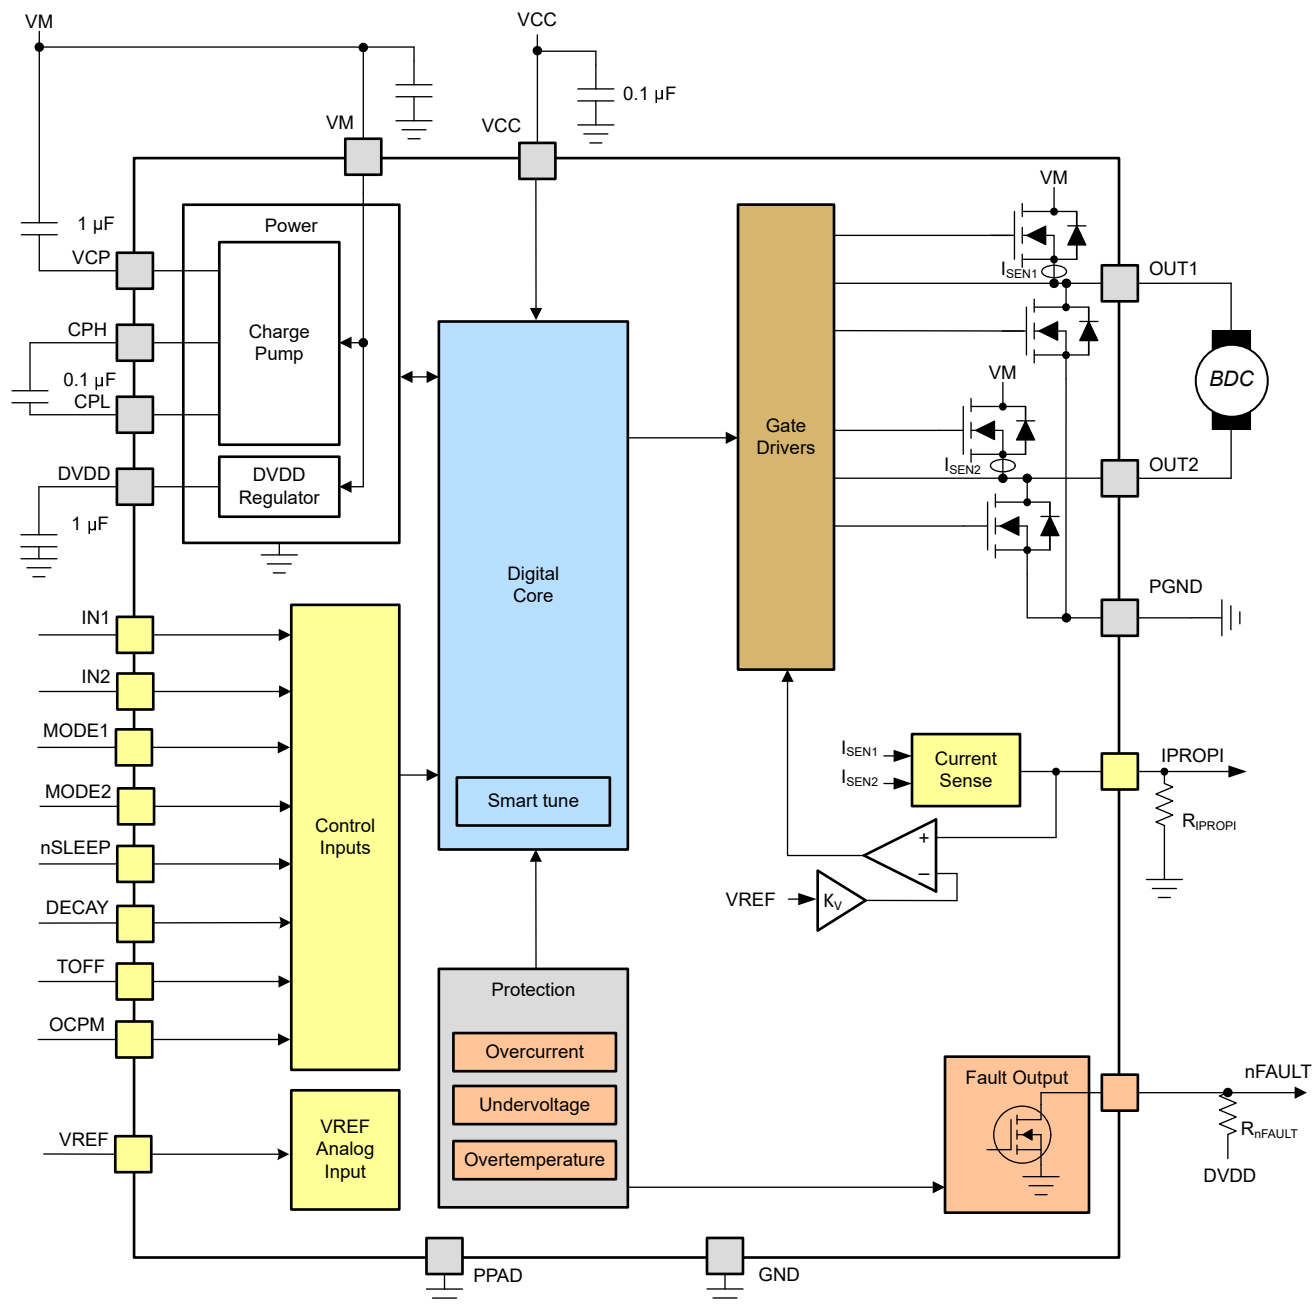 VM
VCC
0.1 µF
VM
VCC
1 µF
Power
VCP
CPH
Charge
Pump
0.1 µF
CPL
DVDD
DVDD
Regulator
1 µF
VM
ISEN1
OUT1
BDC
VM
ISEN2
OUT2
Gate
Drivers
PGND
Digital
Core
Smart tune
IN1
IN2
MODE1
MODE2
nSLEEP
DECAY
TOFF
OCPM
Control
Inputs
VREF
VREF
Analog
Input
ISEN1
ISEN2
Current
Sense
IPROPI
RIPROPI
+
−
VREF
KV
Protection
Overcurrent
Undervoltage
Overtemperature
Fault Output
nFAULT
RnFAULT
DVDD
PPAD
GND